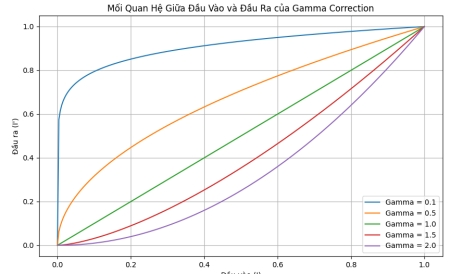 Mối Quan Hệ Giữa Đầu Vào và Đầu Ra của Gamma Correction
Đầu ra (I')
1.0
0.8
0.6
0.4
0.2
0.0
0.0 0.2 0.4 0.6 0.8 1.0
Gamma = 0.1
Gamma = 0.5
Gamma = 1.0
Gamma = 1.5
Gamma = 2.0